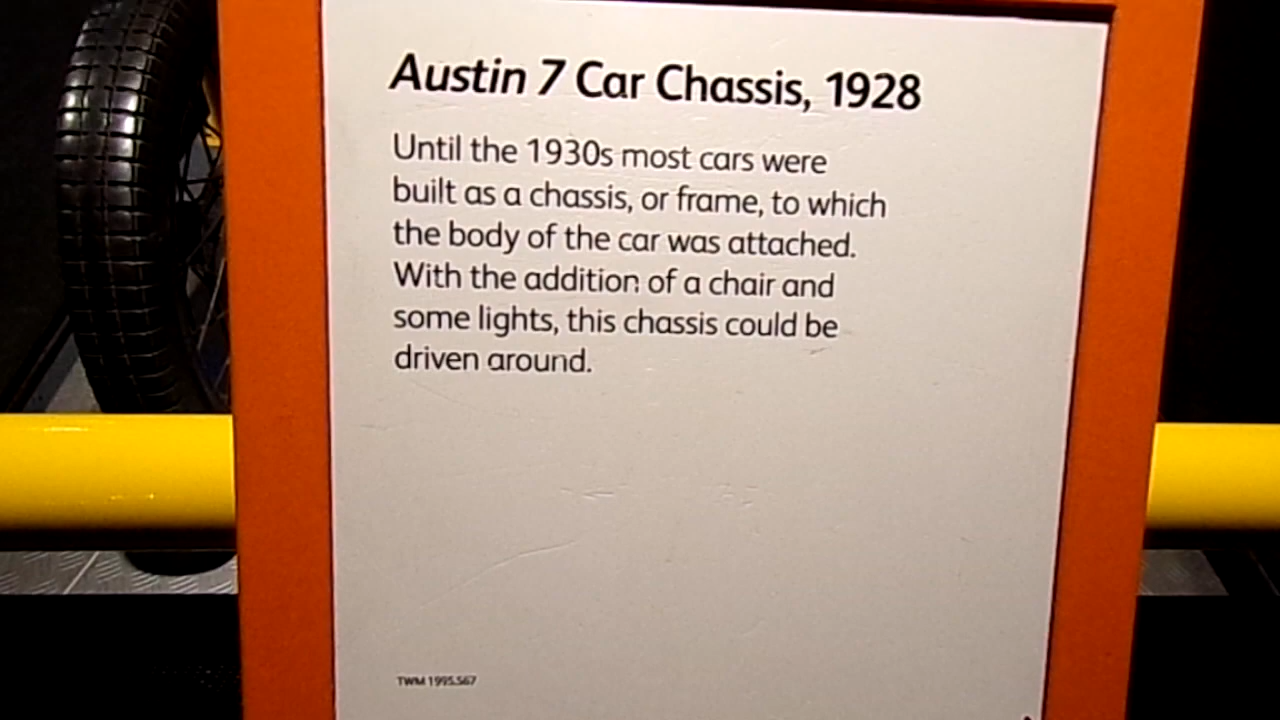 Austin 7 Car Chassis, 1928
Until the 1930s most cars were
built as a chassis, or frame, to which
the body of the car was attached.
With the addition of a chair and
some lights, this chassis could be
driven around.
TWM 1995.567